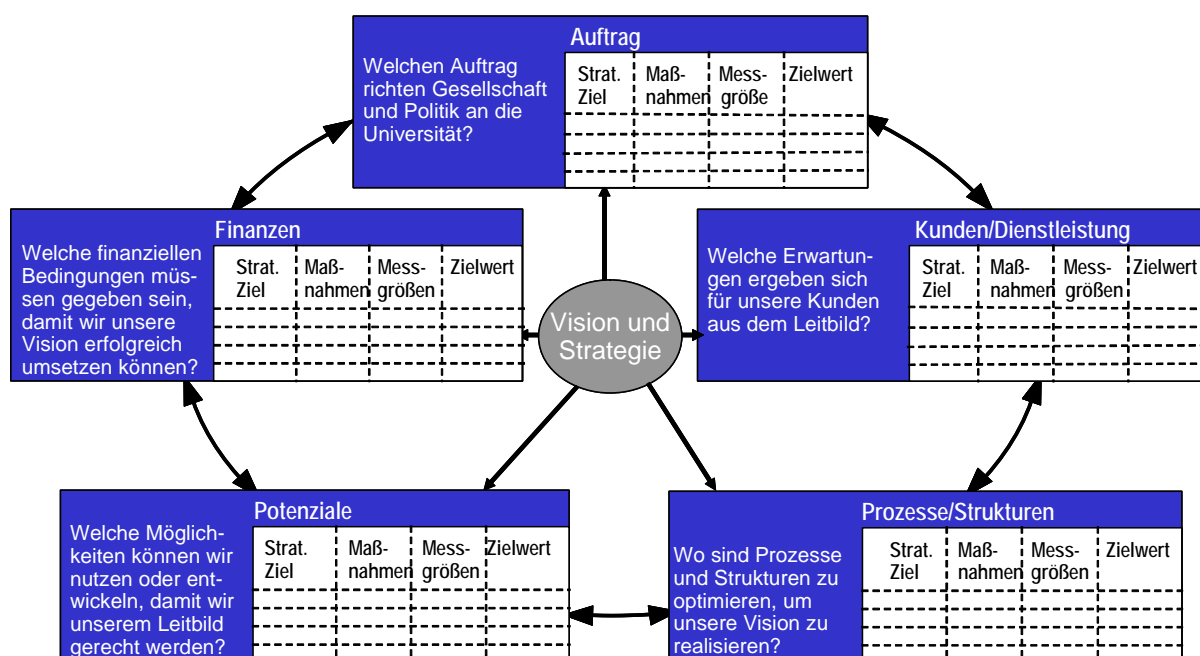 Auftrag
Welchen Auftrag
richten Gesellschaft
und Politik an die
Universität?
Strat. Maß- Mess- Zielwert
Ziel nahmen größe
Finanzen
Welche finanziellen
Bedingungen müs-
sen gegeben sein,
damit wir unsere
Vision erfolgreich
umsetzen können?
Strat. Maß- Mess- Zielwert
Ziel nahmen größen
Kunden/Dienstleistung
Welche Erwartun-
gen ergeben sich
für unsere Kunden
aus dem Leitbild?
Strat. Maß- Mess- Zielwert
Ziel nahmen größen
Vision und
Strategie
Potenziale
Welche Möglich-
keiten können wir
nutzen oder ent-
wickeln, damit wir
unserem Leitbild
gerecht werden?
Strat. Maß- Mess- Zielwert
Ziel nahmen größen
Prozesse/Strukturen
Wo sind Prozesse
und Strukturen zu
optimieren, um
unsere Vision zu
realisieren?
Strat. Maß- Mess- Zielwert
Ziel nahmen größen